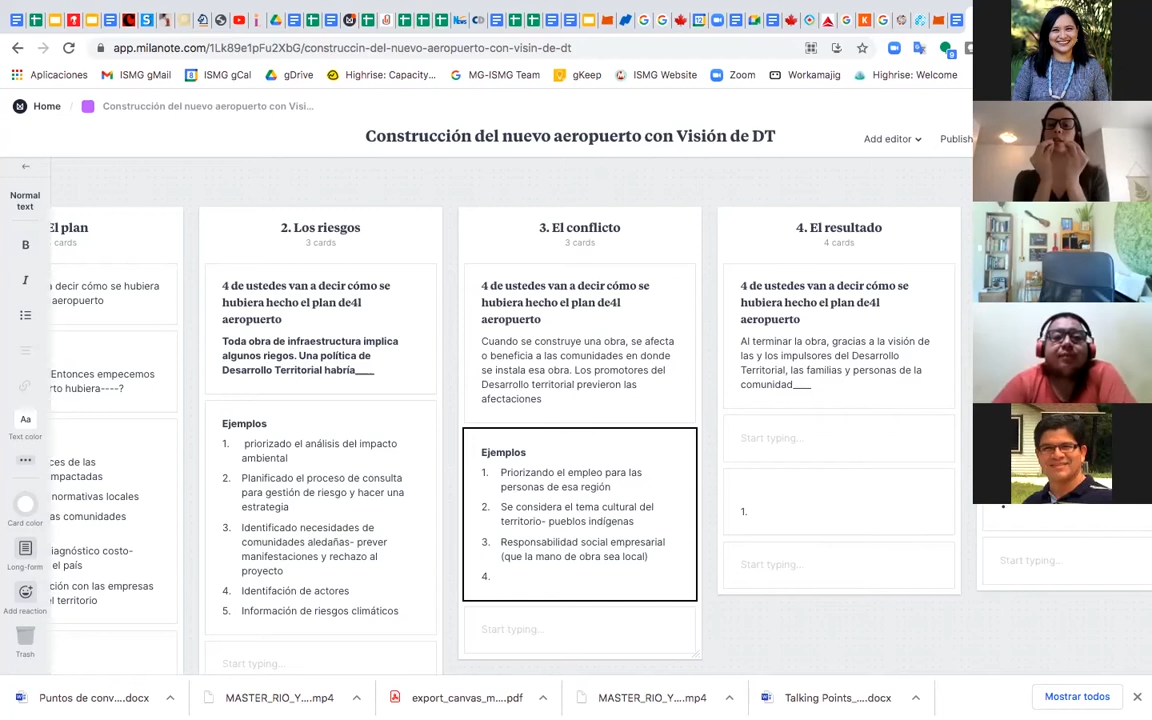 app.milanote.com/1Lk89e1pFu2XbG/construccin-del-nuevo-aeropuerto-con-visin-de-dt
Aplicaciones
ISMG gMail
ISMG gCal
gDrive
Highrise: Capacity...
MG-ISMG Team
gKeep
ISMG Website
Zoom
Workamajig
Highrise: Welcome
Home
Construcción del nuevo aeropuerto con Visi...
Construcción del nuevo aeropuerto con Visión de DT
Add editor
Publish
Normal
text
B
I
Aa
Text color
Card color
Long-form
Add reaction
Trash
El plan
cards
decir cómo se hubiera
aeropuerto
Entonces empecemos
rto hubiera----?
ces de las
mpactadas
normativas locales
as comunidades
iagnóstico costo-
el país
ción con las empresas
l territorio
2. Los riesgos
3 cards
4 de ustedes van a decir cómo se
hubiera hecho el plan de4l
aeropuerto
Toda obra de infraestructura implica
algunos riegos. Una política de
Desarrollo Territorial habría____
Ejemplos
1. priorizado el análisis del impacto
ambiental
2. Planificado el proceso de consulta
para gestión de riesgo y hacer una
estrategia
3. Identificado necesidades de
comunidades aledañas- prever
manifestaciones y rechazo al
proyecto
4. Identifación de actores
5. Información de riesgos climáticos
Start typing...
3. El conflicto
3 cards
4 de ustedes van a decir cómo se
hubiera hecho el plan de4l
aeropuerto
Cuando se construye una obra, se afecta
o beneficia a las comunidades en donde
se instala esa obra. Los promotores del
Desarrollo territorial previeron las
afectaciones
Ejemplos
1. Priorizando el empleo para las
personas de esa región
2. Se considera el tema cultural del
territorio- pueblos indígenas
3. Responsabilidad social empresarial
(que la mano de obra sea local)
4.
Start typing...
4. El resultado
4 cards
4 de ustedes van a decir cómo se
hubiera hecho el plan de4l
aeropuerto
Al terminar la obra, gracias a la visión de
las y los impulsores del Desarrollo
Territorial, las familias y personas de la
comunidad____
Start typing...
1.
Start typing...
Start typing...
Puntos de conv....docx
MASTER_RIO_Y....mp4
export_canvas_m....pdf
MASTER_RIO_Y....mp4
Talking Points_....docx
Mostrar todos